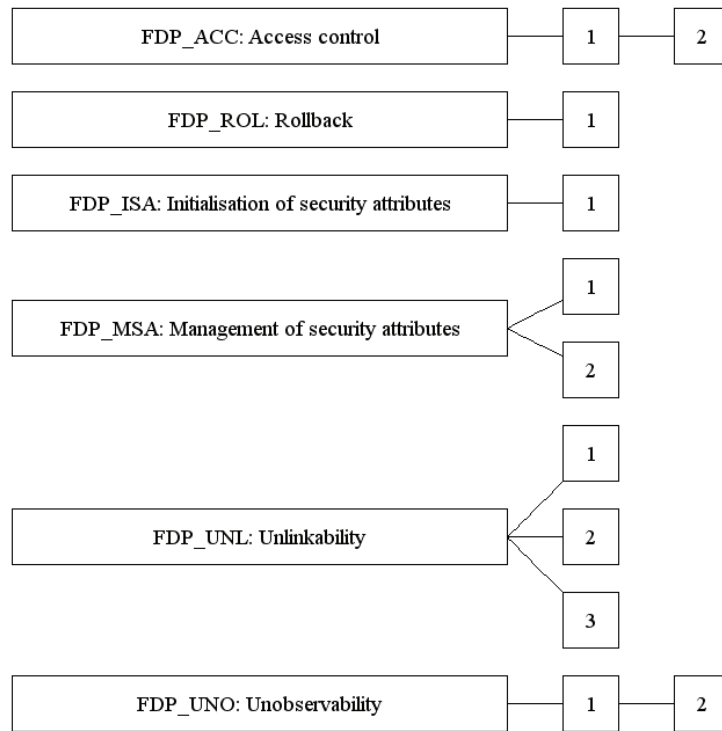 FDP_ACC: Access control 1 2
FDP_ROL: Rollback 1
FDP_ISA: Initialisation of security attributes 1
1
FDP_MSA: Management of security attributes
2
1
FDP_UNL: Unlinkability 2
3
FDP_UNO: Unobservability 1 2